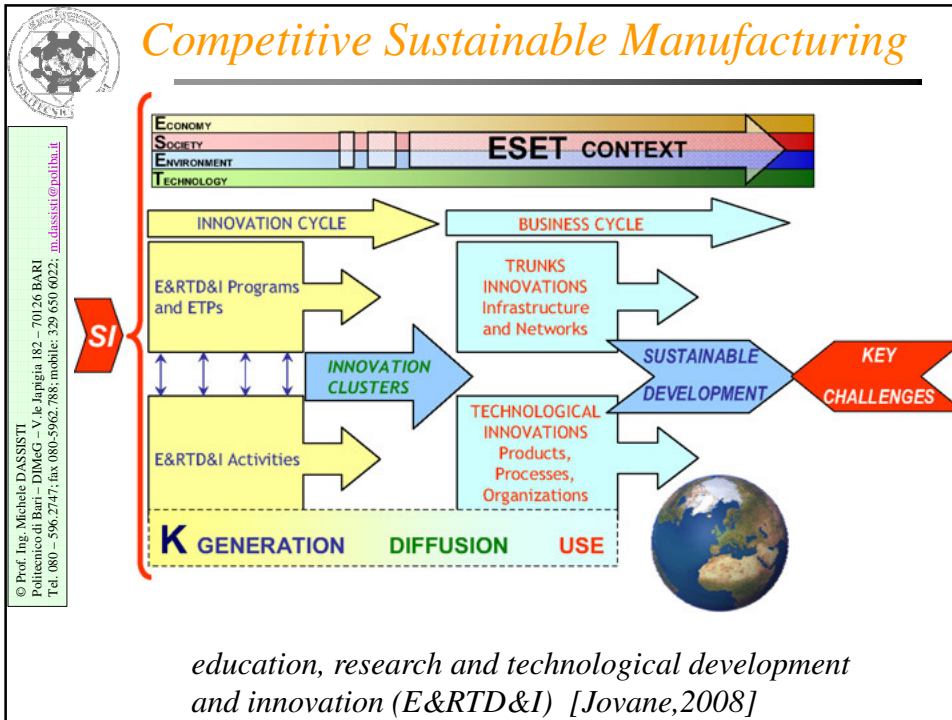 Competitive Sustainable Manufacturing
POLITECNIC
© Prof. Ing. Michele DASSISTI
Politecnico di Bari – DIMeG – V.le Japigia 182 – 70126 BARI
Tel. 080 – 596.2747; fax 080-5962.788; mobile: 329 650 6022; m.dassisti@poliba.it
ECONOMY
SOCIETY
ENVIRONMENT
TECHNOLOGY
ESET CONTEXT
INNOVATION CYCLE
BUSINESS CYCLE
E&RTD&I Programs
and ETPs
TRUNKS
INNOVATIONS
Infrastructure
and Networks
SI
INNOVATION
CLUSTERS
SUSTAINABLE
DEVELOPMENT
KEY
CHALLENGES
E&RTD&I Activities
TECHNOLOGICAL
INNOVATIONS
Products,
Processes,
Organizations
K GENERATION DIFFUSION USE
education, research and technological development
and innovation (E&RTD&I) [Jovane,2008]